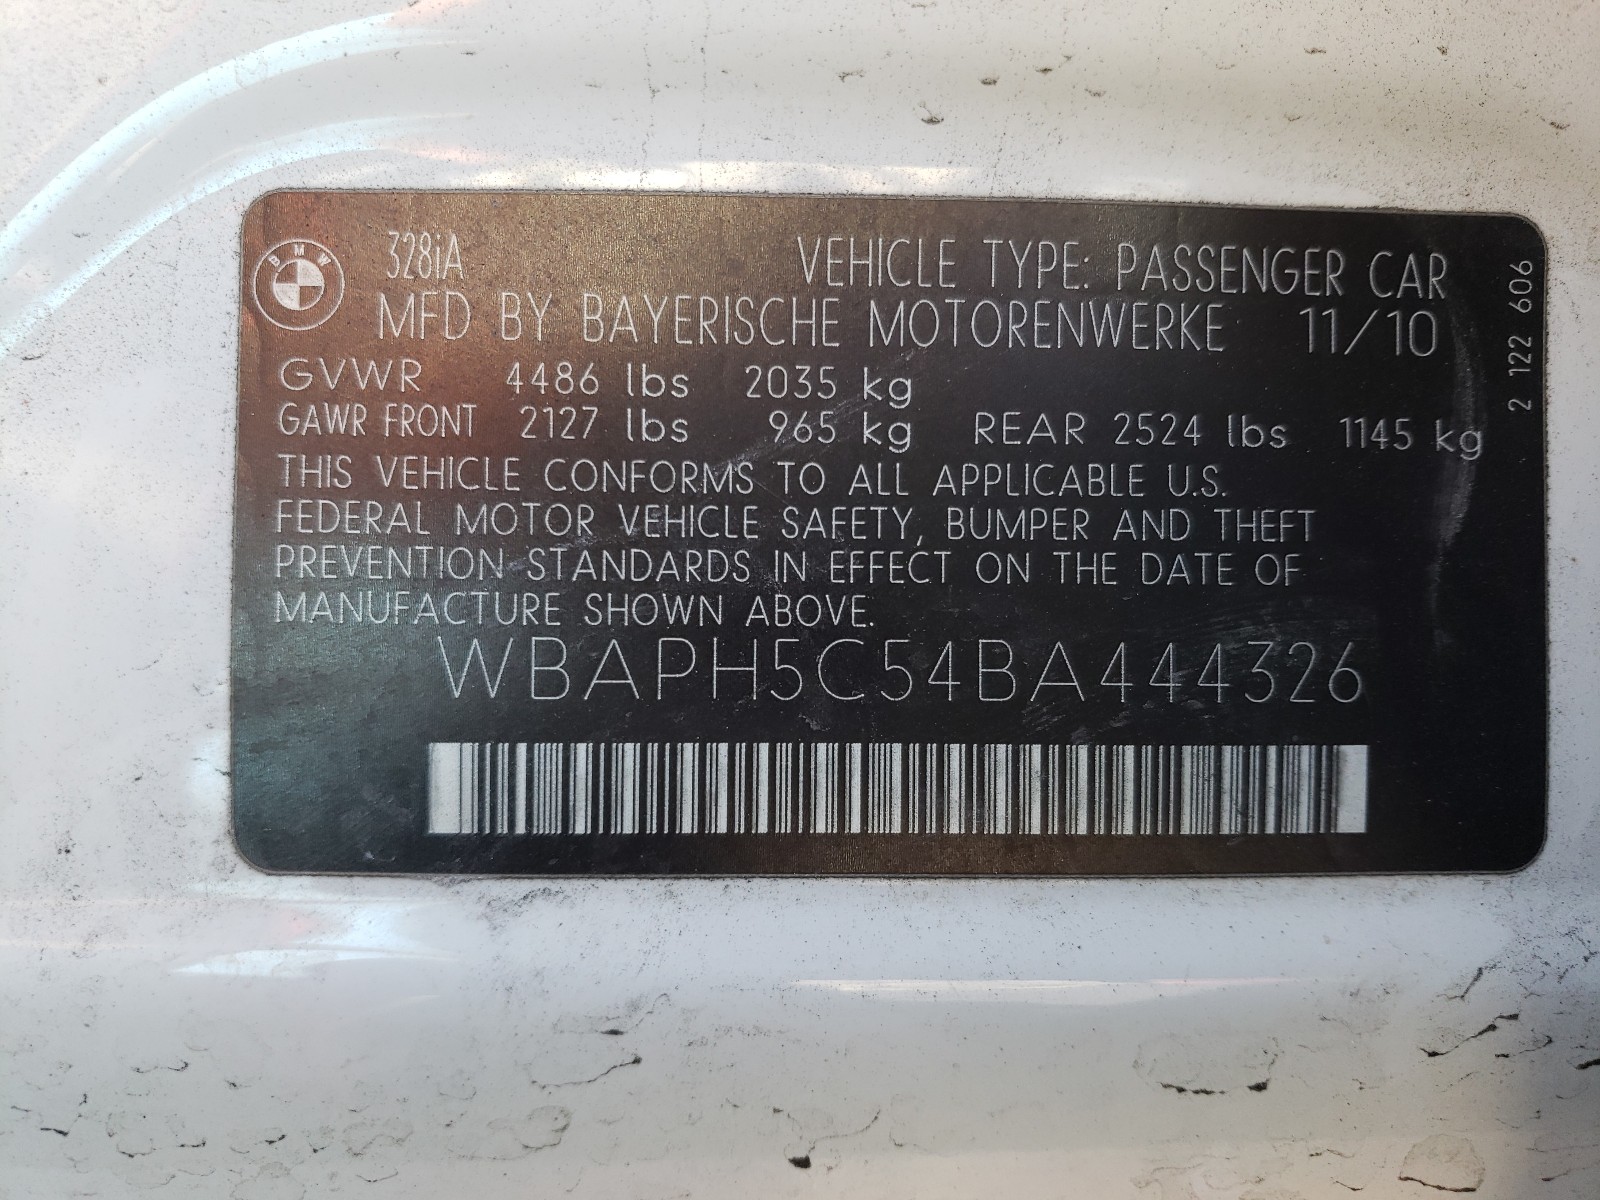 BMW
328iA VEHICLE TYPE: PASSENGER CAR
MFD BY BAYERISCHE MOTORENWERKE 11/10
GVWR 4486 lbs 2035 kg
GAWR FRONT 2127 lbs 965 kg REAR 2524 lbs 1145 kg
THIS VEHICLE CONFORMS TO ALL APPLICABLE U.S.
FEDERAL MOTOR VEHICLE SAFETY, BUMPER AND THEFT
PREVENTION STANDARDS IN EFFECT ON THE DATE OF
MANUFACTURE SHOWN ABOVE.
WBAPH5C54BA444326
2 122 606